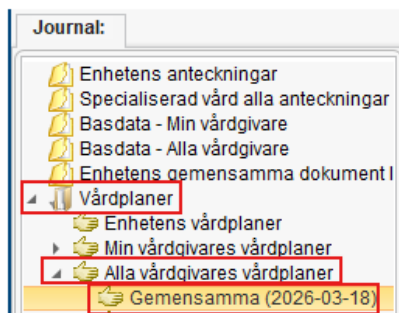 Journal:
Enhetens anteckningar
Specialiserad vård alla anteckningar
Basdata - Min vårdgivare
Basdata - Alla vårdgivare
Enhetens gemensamma dokument I
Vårdplaner
Enhetens vårdplaner
Min vårdgivares vårdplaner
Alla vårdgivares vårdplaner
Gemensamma (2026-03-18)